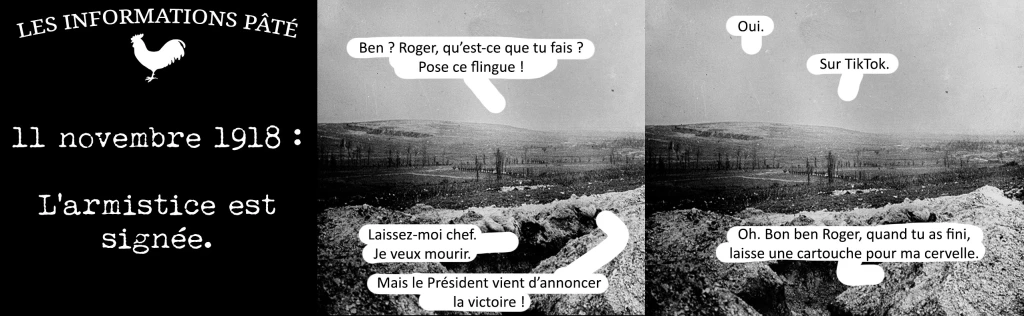 LES INFORMATIONS PÂTÉ
11 novembre 1918 :
L'armistice est
signée.
Ben ? Roger, qu'est-ce que tu fais ?
Pose ce flingue !
Laissez-moi chef.
Je veux mourir.
Mais le Président vient d'annoncer
la victoire !
Oui.
Sur TikTok.
Oh. Bon ben Roger, quand tu as fini,
laisse une cartouche pour ma cervelle.